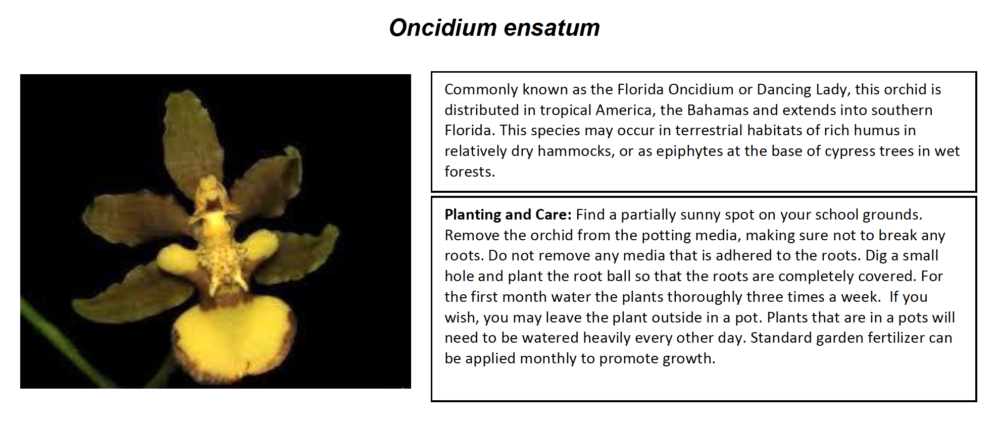 Oncidium ensatum
Commonly known as the Florida Oncidium or Dancing Lady, this orchid is
distributed in tropical America, the Bahamas and extends into southern
Florida. This species may occur in terrestrial habitats of rich humus in
relatively dry hammocks, or as epiphytes at the base of cypress trees in wet
forests.
Planting and Care: Find a partially sunny spot on your school grounds.
Remove the orchid from the potting media, making sure not to break any
roots. Do not remove any media that is adhered to the roots. Dig a small
hole and plant the root ball so that the roots are completely covered. For
the first month water the plants thoroughly three times a week.  If you
wish, you may leave the plant outside in a pot. Plants that are in a pots will
need to be watered heavily every other day. Standard garden fertilizer can
be applied monthly to promote growth.